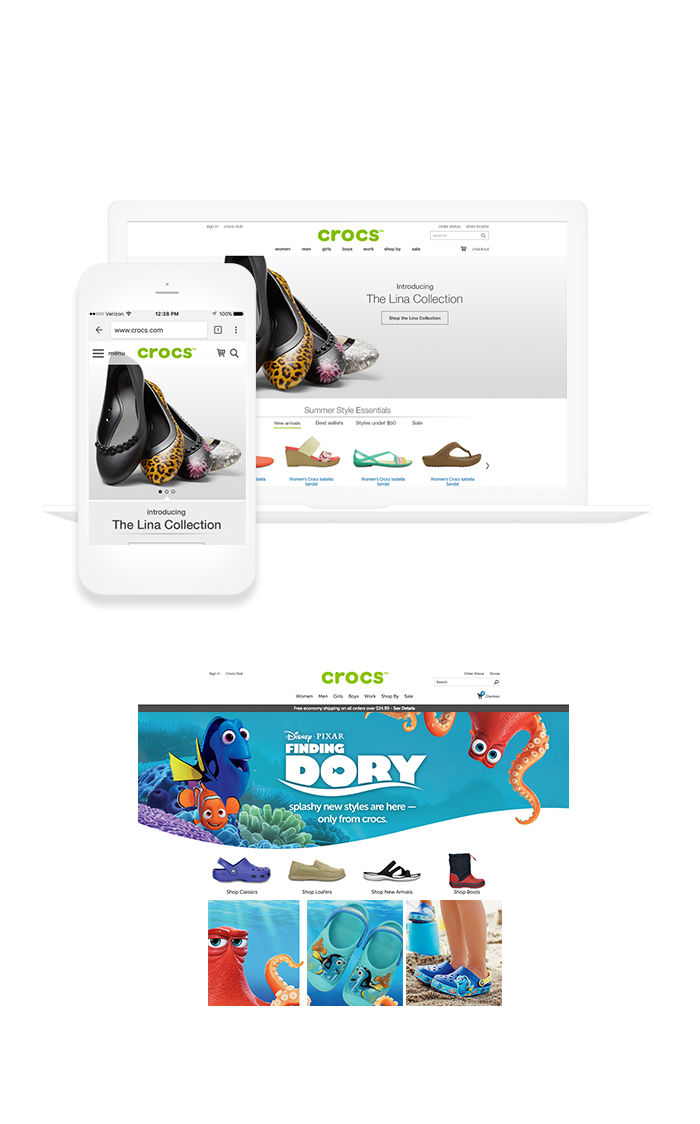 sign in crocs club
crocs™
order status store locator
search
women men girls boys work shop by sale
checkout
Introducing
The Lina Collection
Shop the Lina Collection
Summer Style Essentials
New arrivals Best sellers Styles under $50 Sale
Women's Crocs Isabella
Sandal
Women's Crocs Isabella
Sandal
Women's Crocs Isabella
Sandal
Verizon 12:38 PM 100%
www.crocs.com 1
menu crocs™
introducing
The Lina Collection
Sign In Crocs Club
crocs™
Order Status Stores
Search
Women Men Girls Boys Work Shop By Sale
checkout
Free economy shipping on all orders over $24.99 - See Details
Disney • PIXAR
FINDING
DORY
splashy new styles are here —
only from crocs.
Shop Classics Shop Loafers Shop New Arrivals Shop Boots